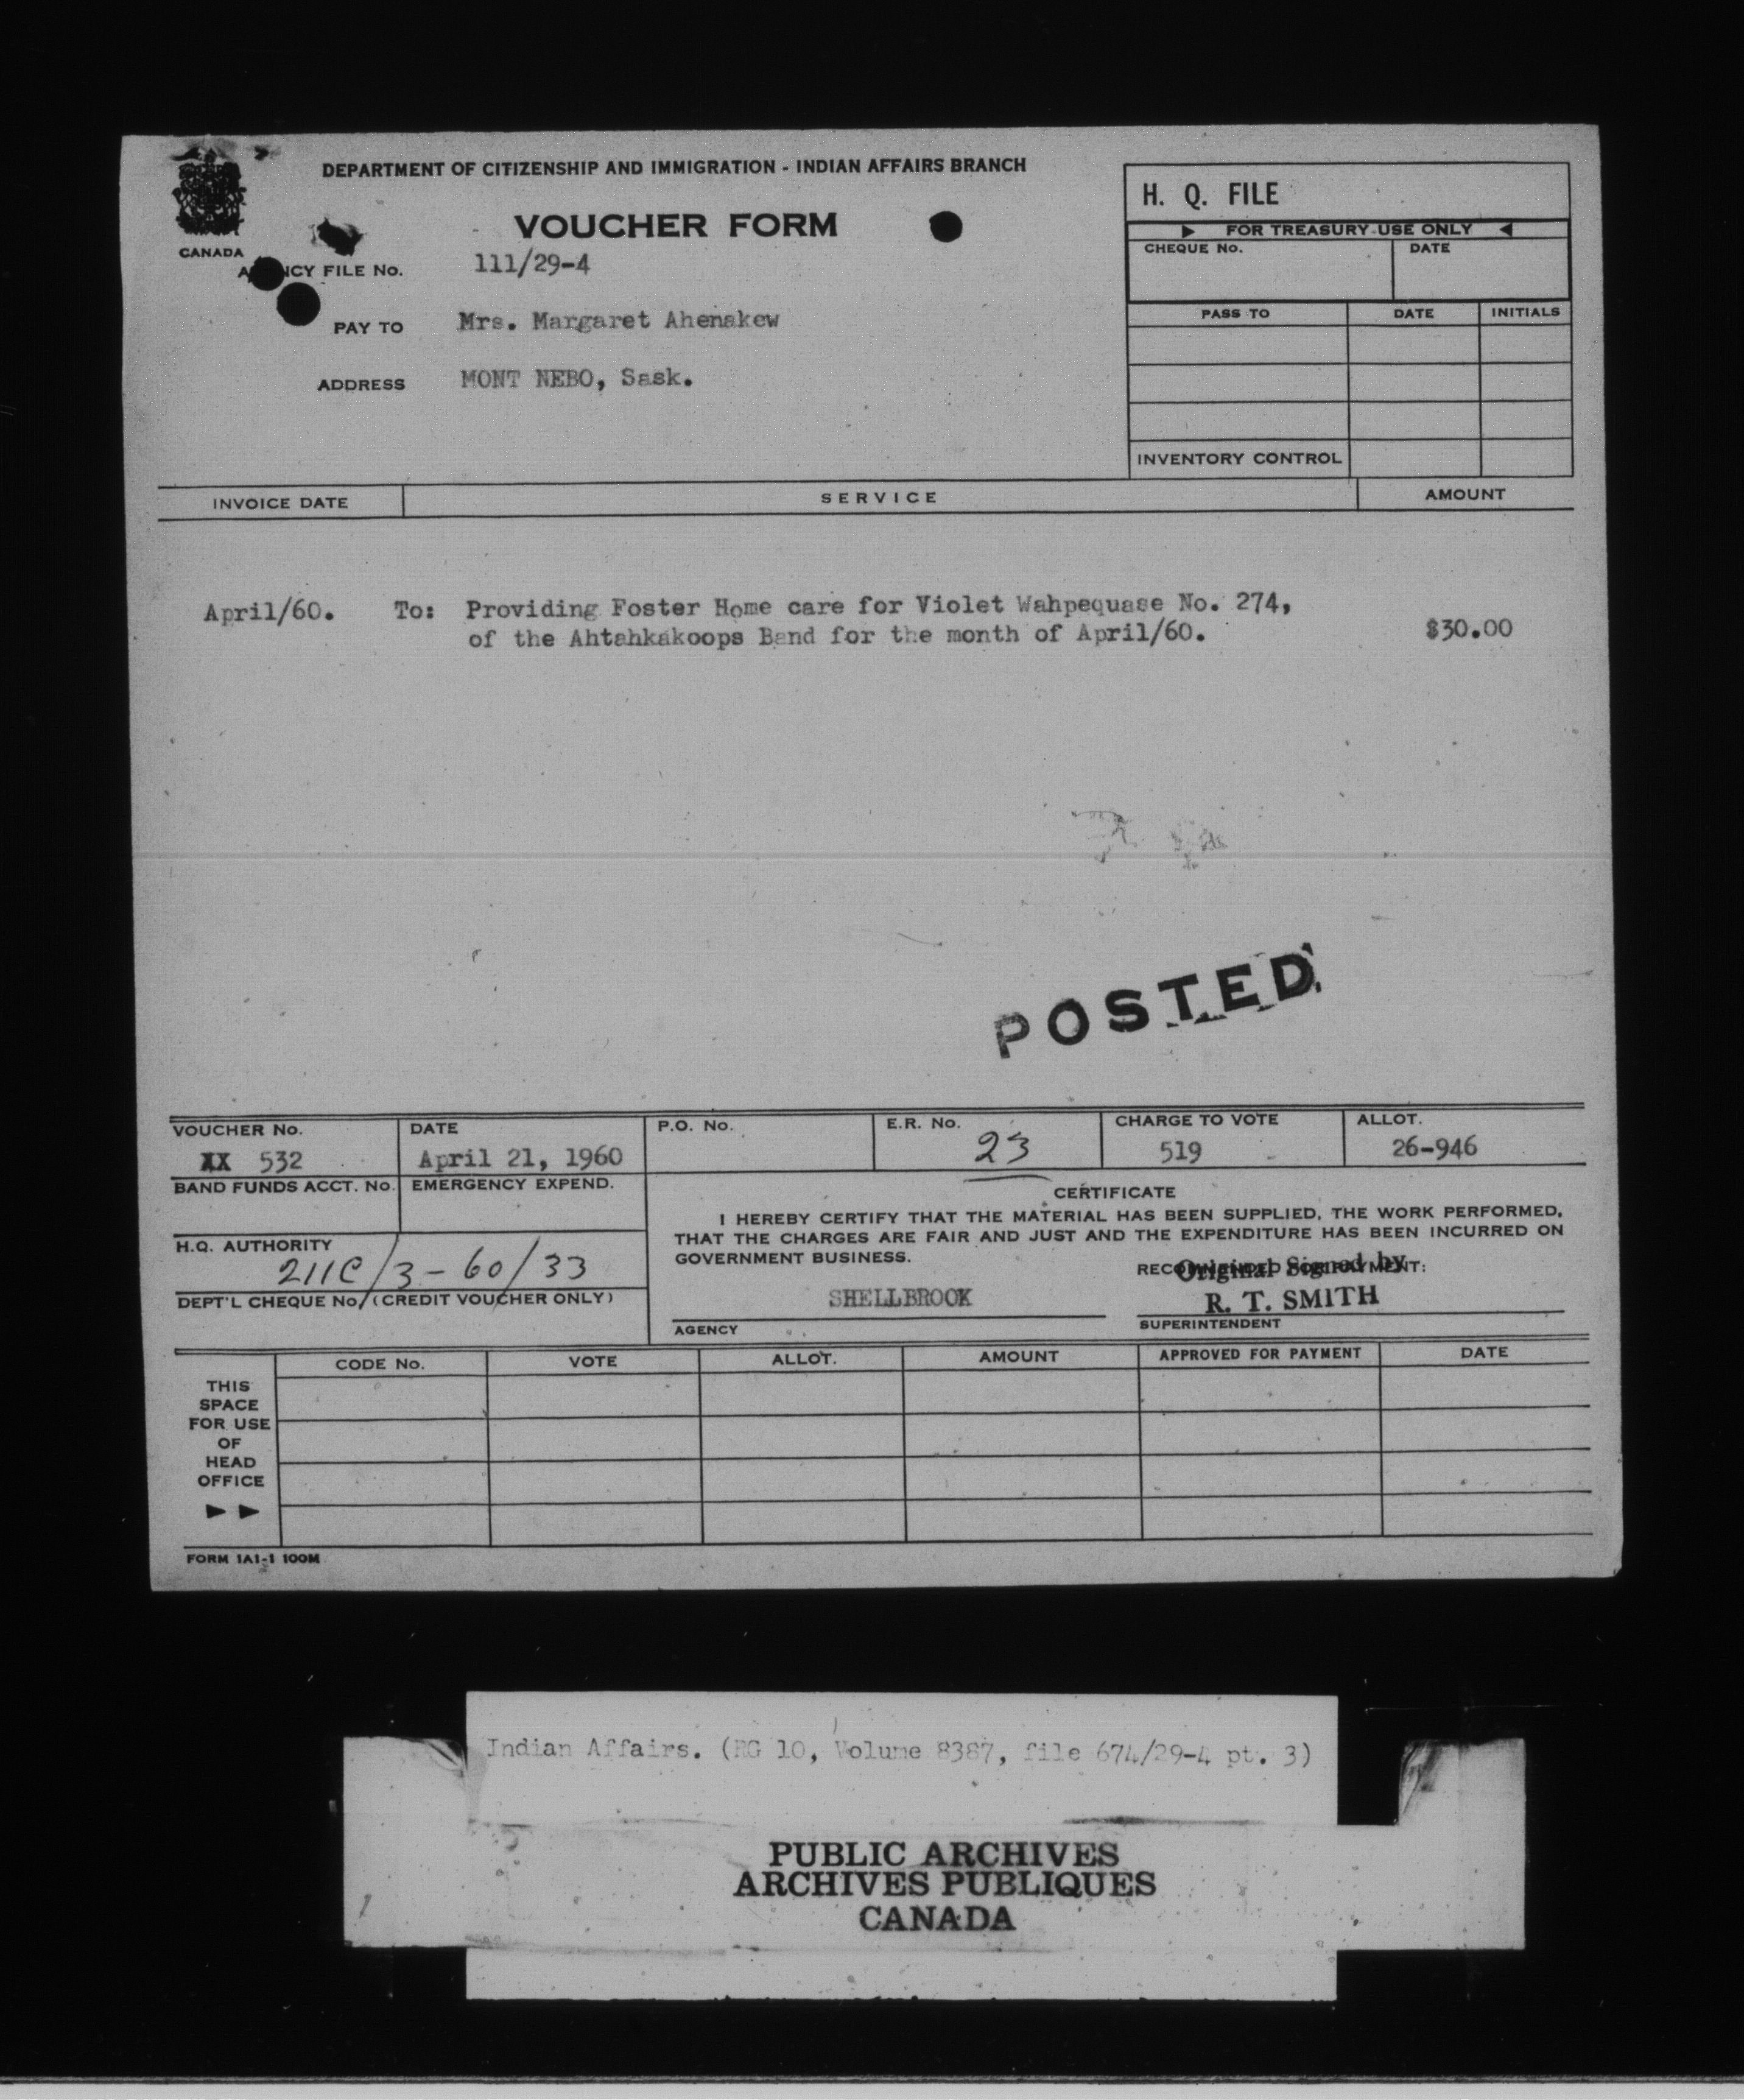 DEPARTMENT OF CITIZENSHIP AND IMMIGRATION - INDIAN AFFAIRS BRANCH
CANADA
VOUCHER FORM
H. Q. FILE
FOR TREASURY USE ONLY
CHEQUE No. DATE
FILE No. 111/29-4
PAY TO Mrs. Margaret Ahenakew
PASS TO DATE INITIALS
ADDRESS MONT NEBO, Sask.
INVENTORY CONTROL
INVOICE DATE SERVICE AMOUNT
April/60. To: Providing Foster Home care for Violet Wahpequase No. 274,
of the Ahtahkakoops Band for the month of April/60. $30.00
POSTED
VOUCHER No. DATE P.O. No. E.R. No. CHARGE TO VOTE ALLOT.
XX 532 April 21, 1960 23 519 26-946
BAND FUNDS ACCT. No. EMERGENCY EXPEND.
CERTIFICATE
I HEREBY CERTIFY THAT THE MATERIAL HAS BEEN SUPPLIED, THE WORK PERFORMED,
THAT THE CHARGES ARE FAIR AND JUST AND THE EXPENDITURE HAS BEEN INCURRED ON
GOVERNMENT BUSINESS.
H.Q. AUTHORITY
211C/3-60/33
RECOMMENDED FOR PAYMENT:
Original Signed by
DEPT'L CHEQUE No. (CREDIT VOUCHER ONLY)
SHELLBROOK R. T. SMITH
AGENCY SUPERINTENDENT
CODE No. VOTE ALLOT. AMOUNT APPROVED FOR PAYMENT DATE
THIS
SPACE
FOR USE
OF
HEAD
OFFICE
FORM 1A1-1 100M
Indian Affairs. (RG 10, Volume 8387, file 674/29-4 pt. 3)
PUBLIC ARCHIVES
ARCHIVES PUBLIQUES
CANADA